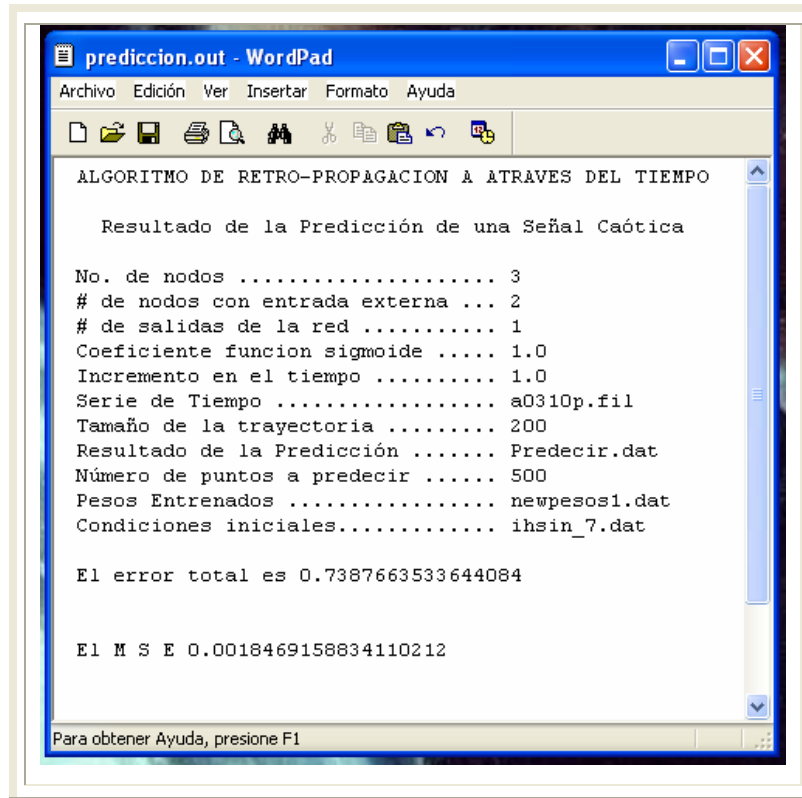 prediccion.out - WordPad
Archivo Edición Ver Insertar Formato Ayuda
ALGORITMO DE RETRO-PROPAGACION A ATRAVES DEL TIEMPO
Resultado de la Predicción de una Señal Caótica
No. de nodos ..................... 3
# de nodos con entrada externa ... 2
# de salidas de la red ........... 1
Coeficiente funcion sigmoide ..... 1.0
Incremento en el tiempo .......... 1.0
Serie de Tiempo .................. a0310p.fil
Tamaño de la trayectoria ......... 200
Resultado de la Predicción ....... Predecir.dat
Número de puntos a predecir ...... 500
Pesos Entrenados ................. newpesos1.dat
Condiciones iniciales............. ihsin_7.dat
El error total es 0.7387663533644084
El M S E 0.0018469158834110212
Para obtener Ayuda, presione F1